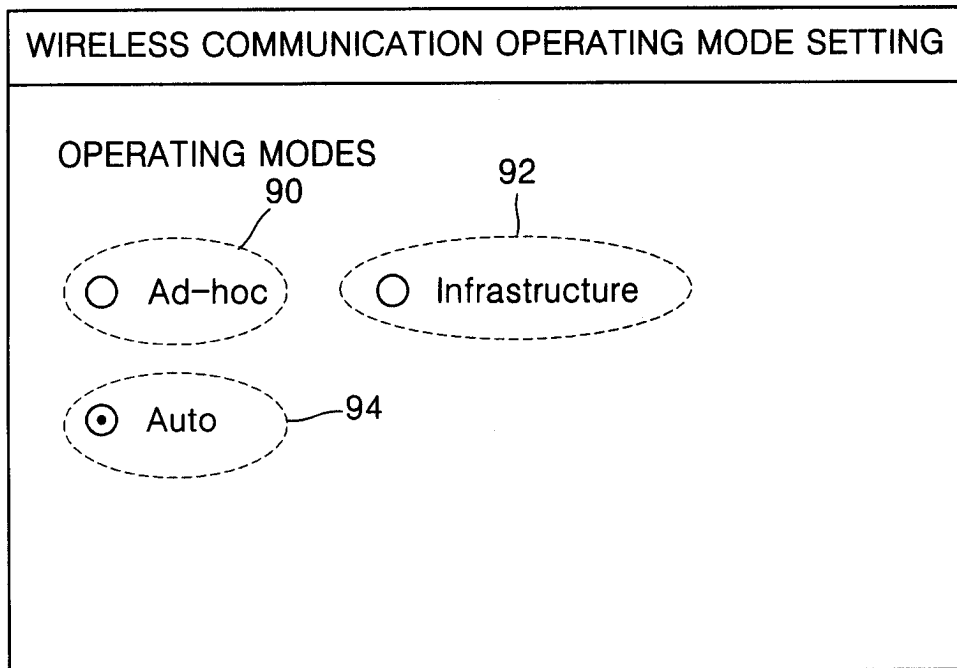 WIRELESS COMMUNICATION OPERATING MODE SETTING
OPERATING MODES
90
92
Ad-hoc
Infrastructure
Auto
94